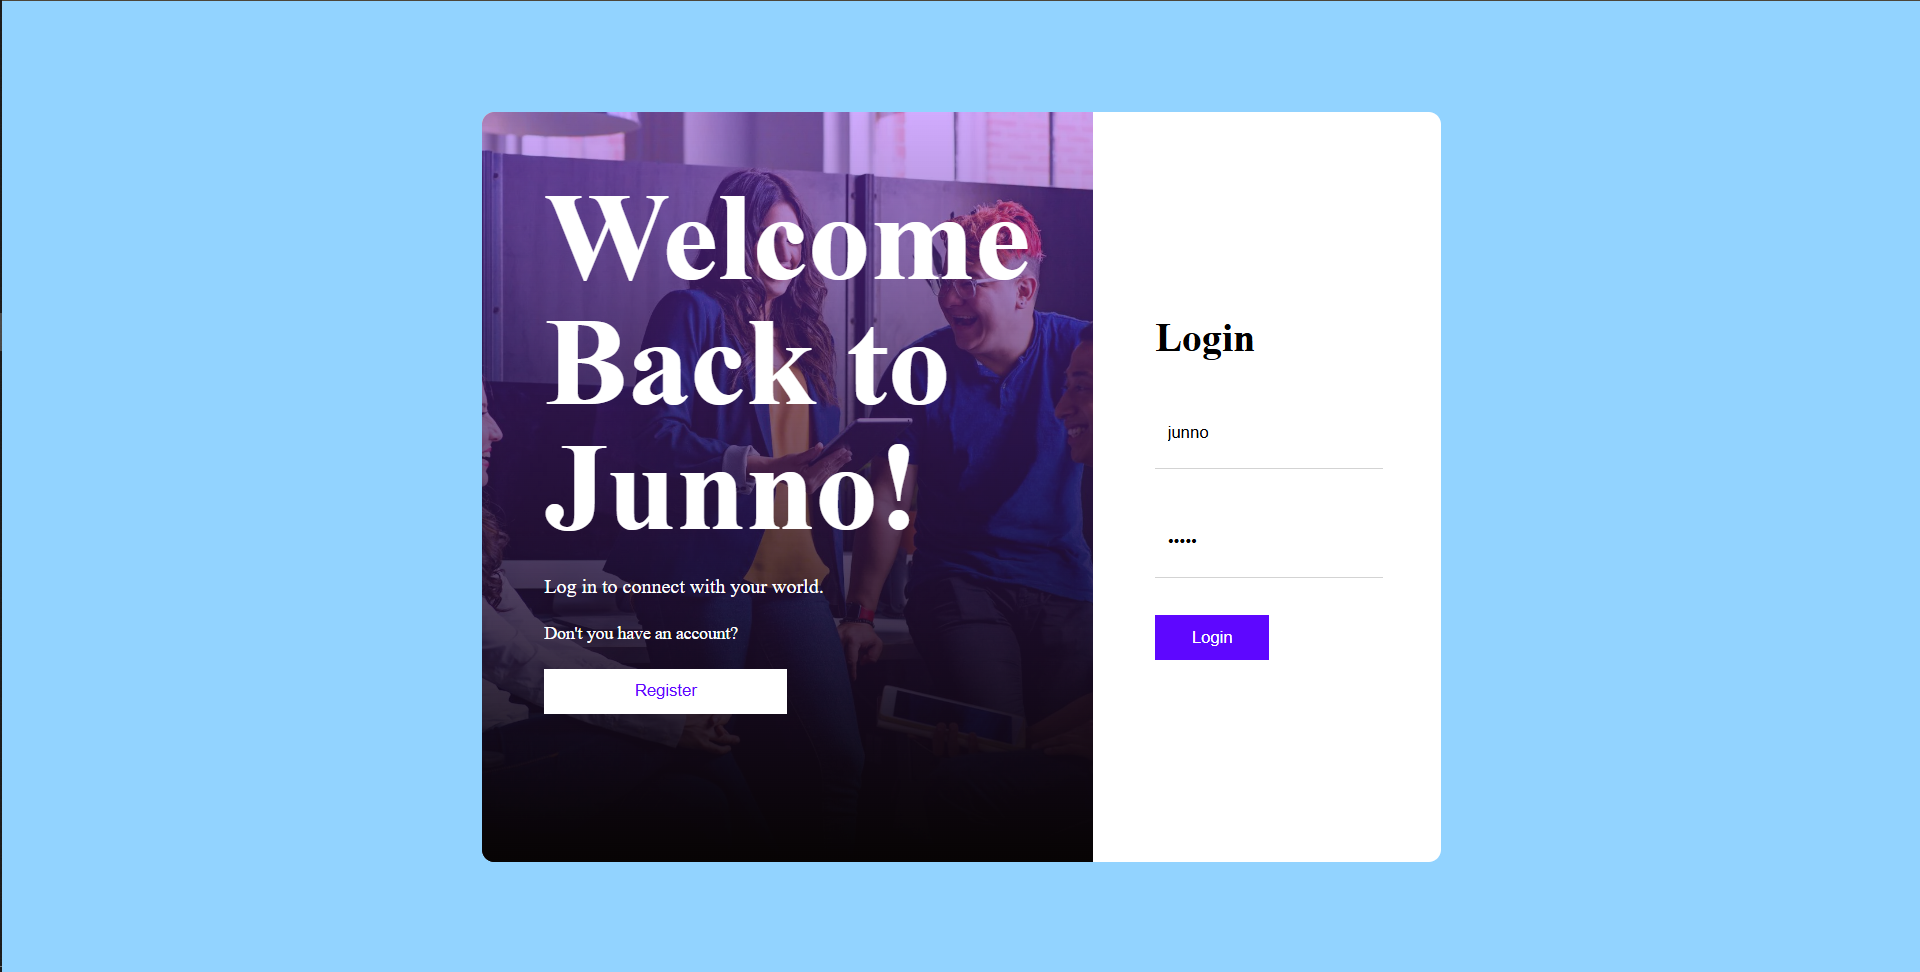 Welcome
Back to
Junno!
Log in to connect with your world.
Don't you have an account?
Register
Login
junno
•••••
Login